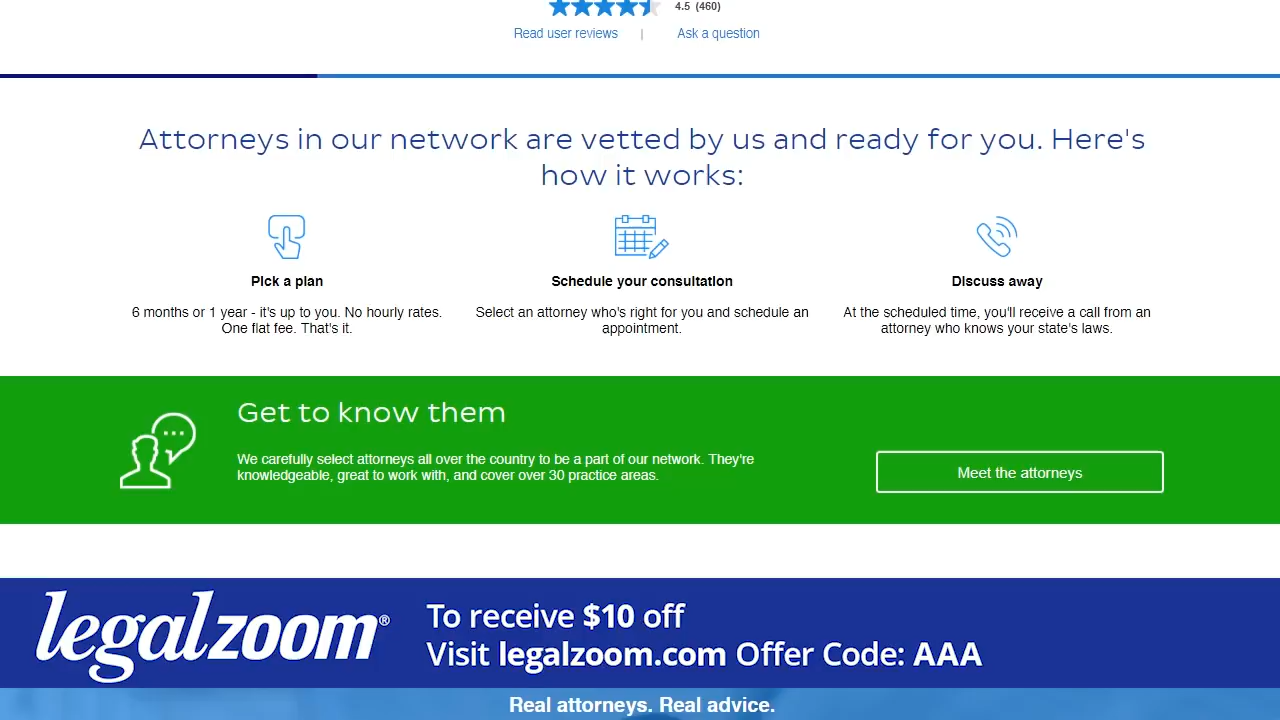 4.5 (460)
Read user reviews | Ask a question
Attorneys in our network are vetted by us and ready for you. Here's
how it works:
Pick a plan
6 months or 1 year - it's up to you. No hourly rates.
One flat fee. That's it.
Schedule your consultation
Select an attorney who's right for you and schedule an
appointment.
Discuss away
At the scheduled time, you'll receive a call from an
attorney who knows your state's laws.
Get to know them
We carefully select attorneys all over the country to be a part of our network. They're
knowledgeable, great to work with, and cover over 30 practice areas.
Meet the attorneys
legalzoom®
To receive $10 off
Visit legalzoom.com Offer Code: AAA
Real attorneys. Real advice.